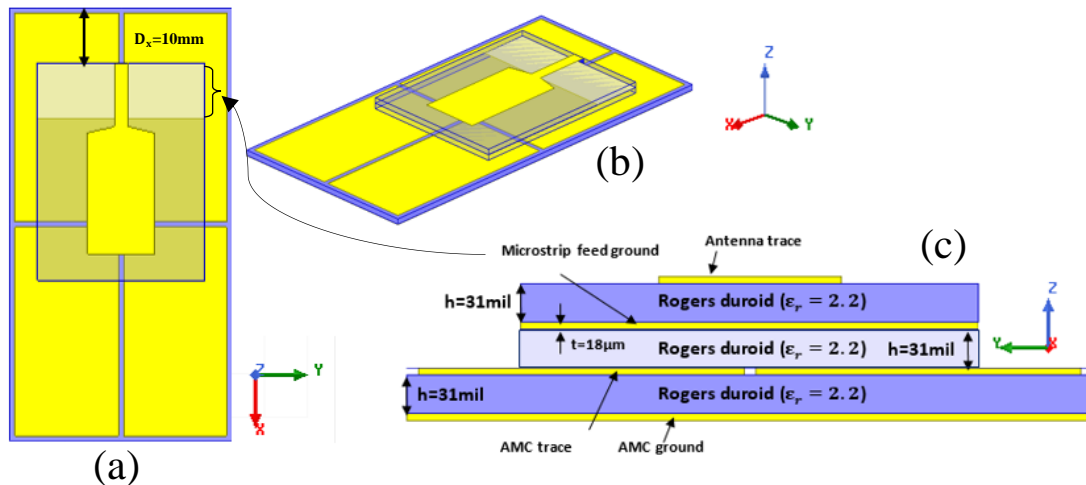 Dx=10mm
(a)
Z
Y
X
(b)
Z
X
Y
(c)
Microstrip feed ground
Antenna trace
h=31mil
Rogers duroid (εr = 2.2)
t=18μm
Rogers duroid (εr = 2.2)
h=31mil
h=31mil
Rogers duroid (εr = 2.2)
AMC trace
AMC ground
Z
Y
X